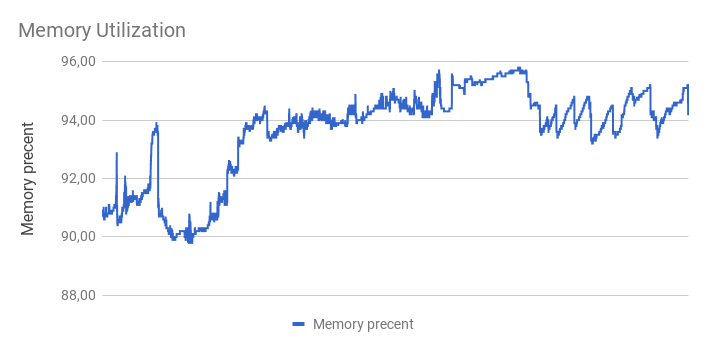 Memory Utilization
96,00
94,00
92,00
90,00
88,00
Memory precent
Memory precent